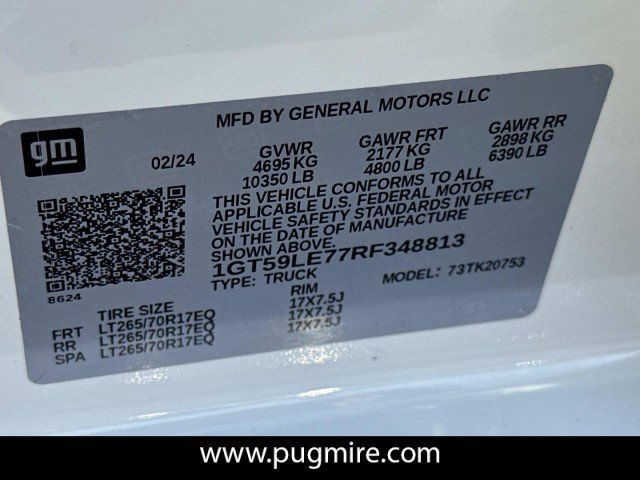 gm
MFD BY GENERAL MOTORS LLC
02/24 GVWR GAWR FRT GAWR RR
4695 KG 2177 KG 2898 KG
10350 LB 4800 LB 6390 LB
THIS VEHICLE CONFORMS TO ALL
APPLICABLE U.S. FEDERAL MOTOR
VEHICLE SAFETY STANDARDS IN EFFECT
ON THE DATE OF MANUFACTURE
SHOWN ABOVE.
1GT59LE77RF348813
8624
TYPE: TRUCK MODEL: 73TK20753
TIRE SIZE RIM
FRT LT265/70R17EQ 17X7.5J
RR LT265/70R17EQ 17X7.5J
SPA LT265/70R17EQ 17X7.5J
www.pugmire.com